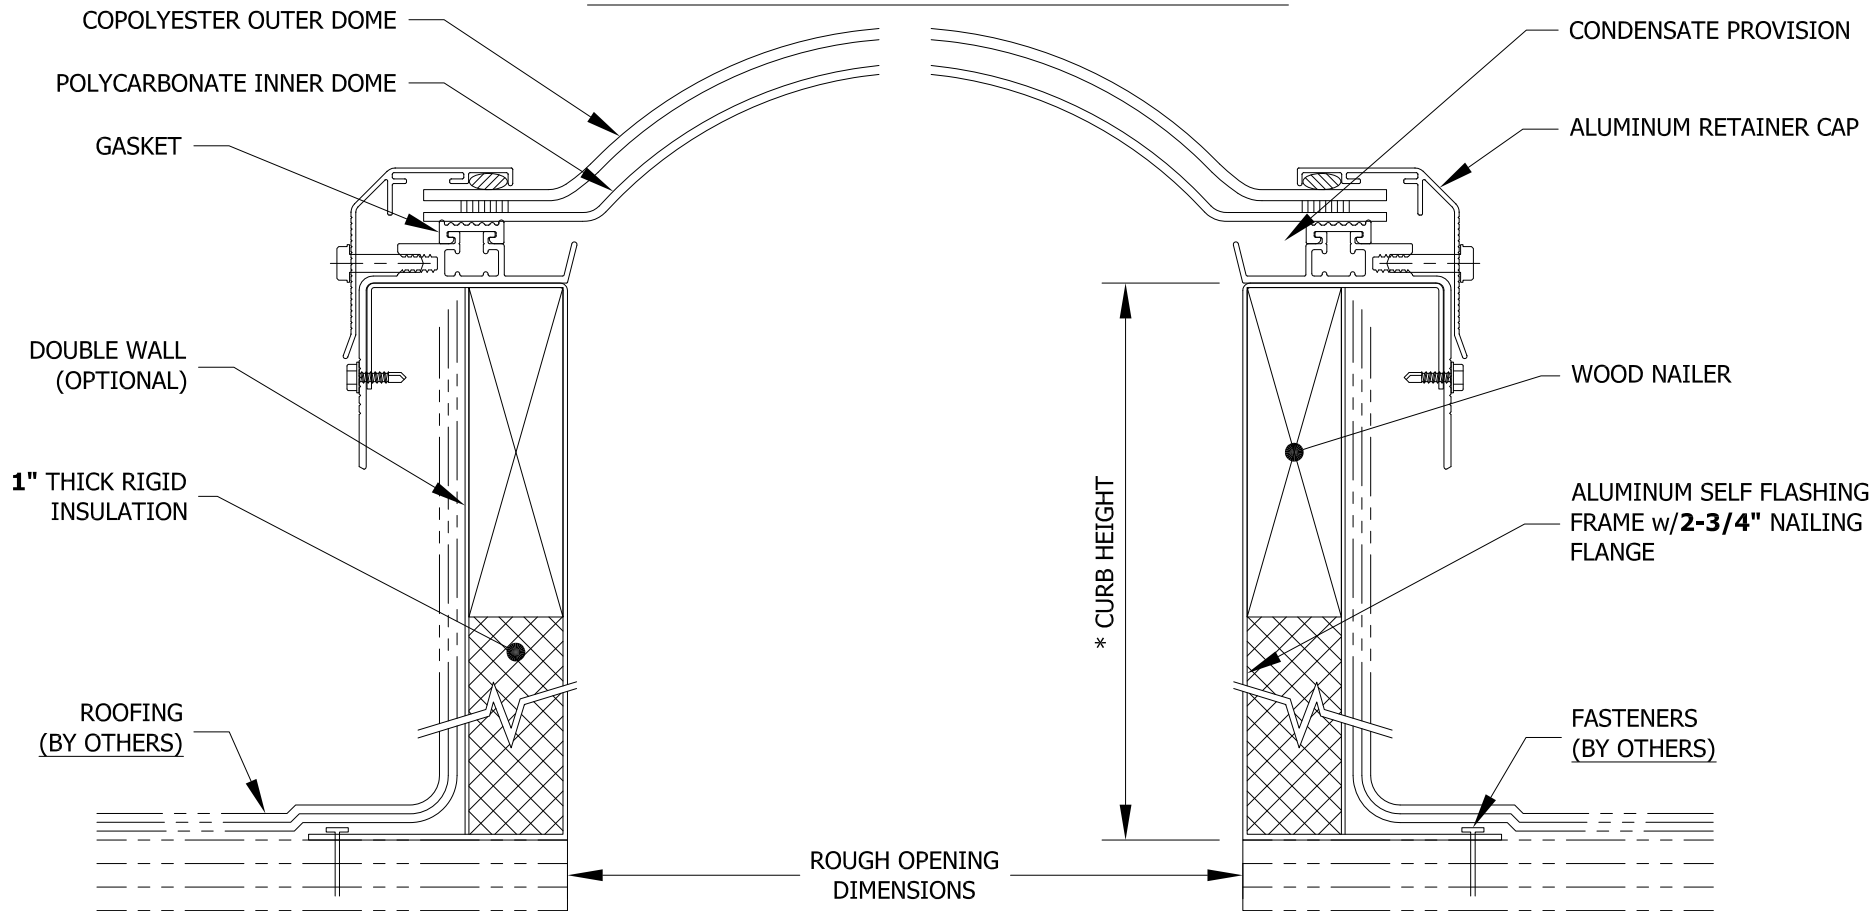 COPOLYESTER OUTER DOME
POLYCARBONATE INNER DOME
GASKET
DOUBLE WALL
(OPTIONAL)
1" THICK RIGID
INSULATION
ROOFING
(BY OTHERS)
CONDENSATE PROVISION
ALUMINUM RETAINER CAP
WOOD NAILER
ALUMINUM SELF FLASHING
FRAME w/2-3/4" NAILING
FLANGE
FASTENERS
(BY OTHERS)
* CURB HEIGHT
ROUGH OPENING
DIMENSIONS